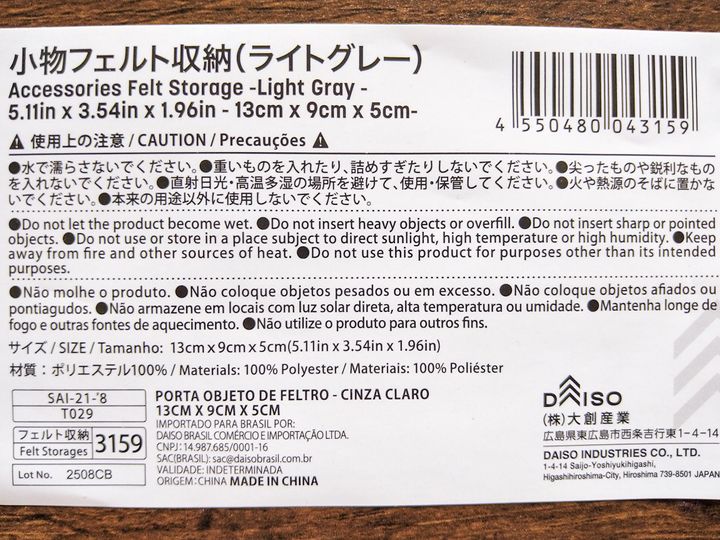 小物フェルト収納(ライトグレー)
Accessories Felt Storage -Light Gray -
5.11in x 3.54in x 1.96in - 13cm x 9cm x 5cm-
4 550480 043159
使用上の注意 / CAUTION / Precauções
●水で濡らさないでください。●重いものを入れたり、詰めすぎたりしないでください。●尖ったものや鋭利なもの
を入れないでください。●直射日光・高温多湿の場所を避けて、使用・保管してください。●火や熱源のそばに置かな
いでください。●本来の用途以外に使用しないでください。
●Do not let the product become wet. ●Do not insert heavy objects or overfill. ●Do not insert sharp or pointed
objects. ●Do not use or store in a place subject to direct sunlight, high temperature or high humidity. ●Keep
away from fire and other sources of heat. ●Do not use this product for purposes other than its intended
purposes.
●Não molhe o produto. ●Não coloque objetos pesados ou em excesso. ●Não coloque objetos afiados ou
pontiagudos. ●Não armazene em locais com luz solar direta, alta temperatura ou umidade. ●Mantenha longe de
fogo e outras fontes de aquecimento. ●Não utilize o produto para outros fins.
サイズ / SIZE / Tamanho: 13cm x 9cm x 5cm(5.11in x 3.54in x 1.96in)
材質：ポリエステル100% / Materials: 100% Polyester / Materiais: 100% Poliéster
SAI-21-'8
T029
フェルト収納
Felt Storages
3159
Lot No. 2508CB
PORTA OBJETO DE FELTRO - CINZA CLARO
13CM X 9CM X 5CM
IMPORTADO PARA BRASIL POR:
DAISO BRASIL COMÉRCIO E IMPORTAÇÃO LTDA.
CNPJ: 14.987.685/0001-16
SAC(BRASIL): sac@daisobrasil.com.br
VALIDADE: INDETERMINADA
ORIGEM: CHINA MADE IN CHINA
DAISO
(株)大創産業
広島県東広島市西条吉行東1-4-14
DAISO INDUSTRIES CO., LTD.
1-4-14 Saijo-Yoshiyukihigashi,
Higashihiroshima-City, Hiroshima 739-8501 JAPAN